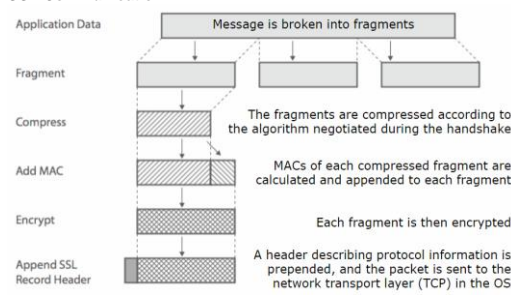 Application Data
Message is broken into fragments
Fragment
Compress
The fragments are compressed according to
the algorithm negotiated during the handshake
Add MAC
MACs of each compressed fragment are
calculated and appended to each fragment
Encrypt
Each fragment is then encrypted
Append SSL
Record Header
A header describing protocol information is
prepended, and the packet is sent to the
network transport layer (TCP) in the OS